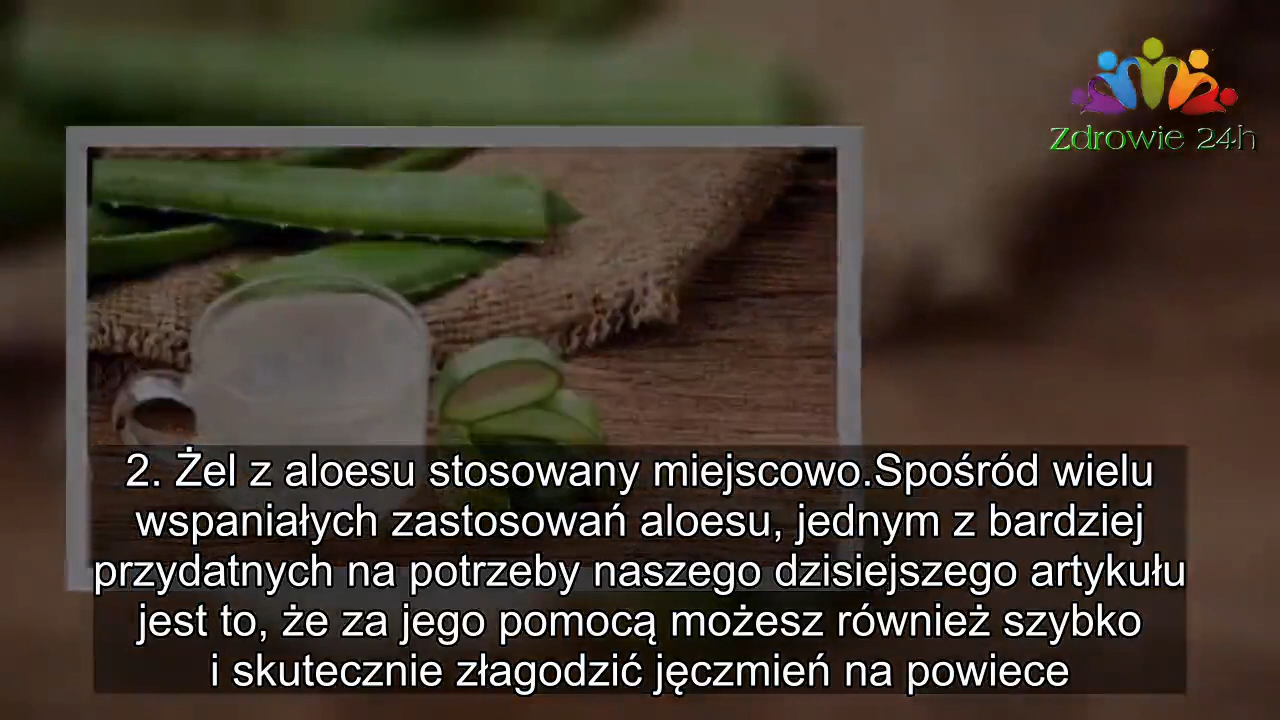 Zdrowie 24h
2. Żel z aloesu stosowany miejscowo.Spośród wielu
wspaniałych zastosowań aloesu, jednym z bardziej
przydatnych na potrzeby naszego dzisiejszego artykułu
jest to, że za jego pomocą możesz również szybko
i skutecznie złagodzić jęczmień na powiece